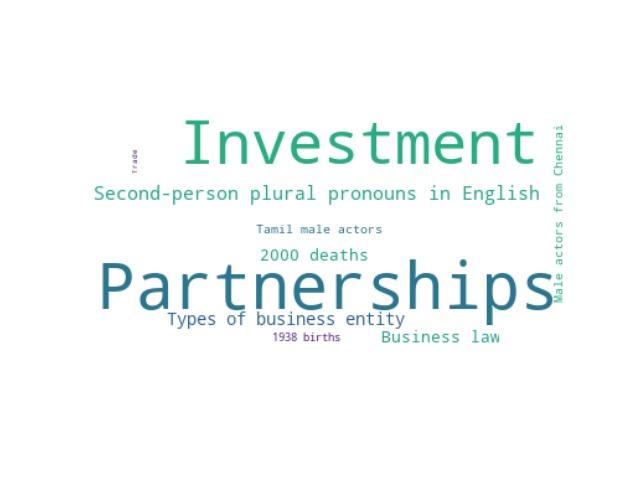 Investment
Trade
Male actors from Chennai
Second-person plural pronouns in English
Tamil male actors
2000 deaths
Partnerships
Types of business entity
1938 births
Business law